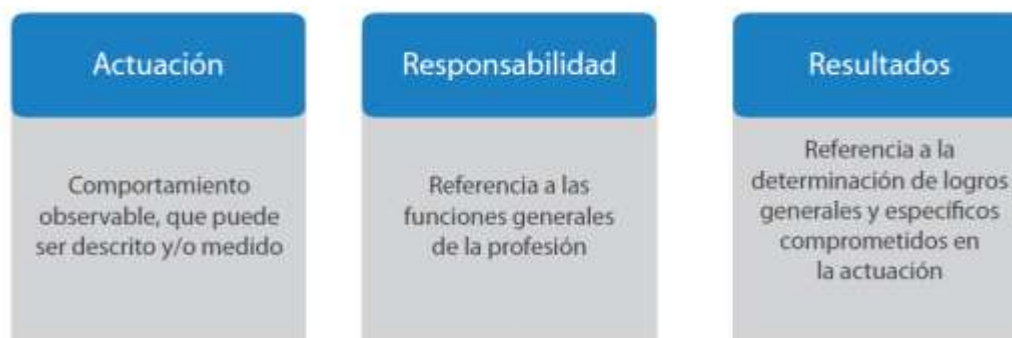 Actuación
Comportamiento
observable, que puede
ser descrito y/o medido
Responsabilidad
Referencia a las
funciones generales
de la profesión
Resultados
Referencia a la
determinación de logros
generales y específicos
comprometidos en
la actuación